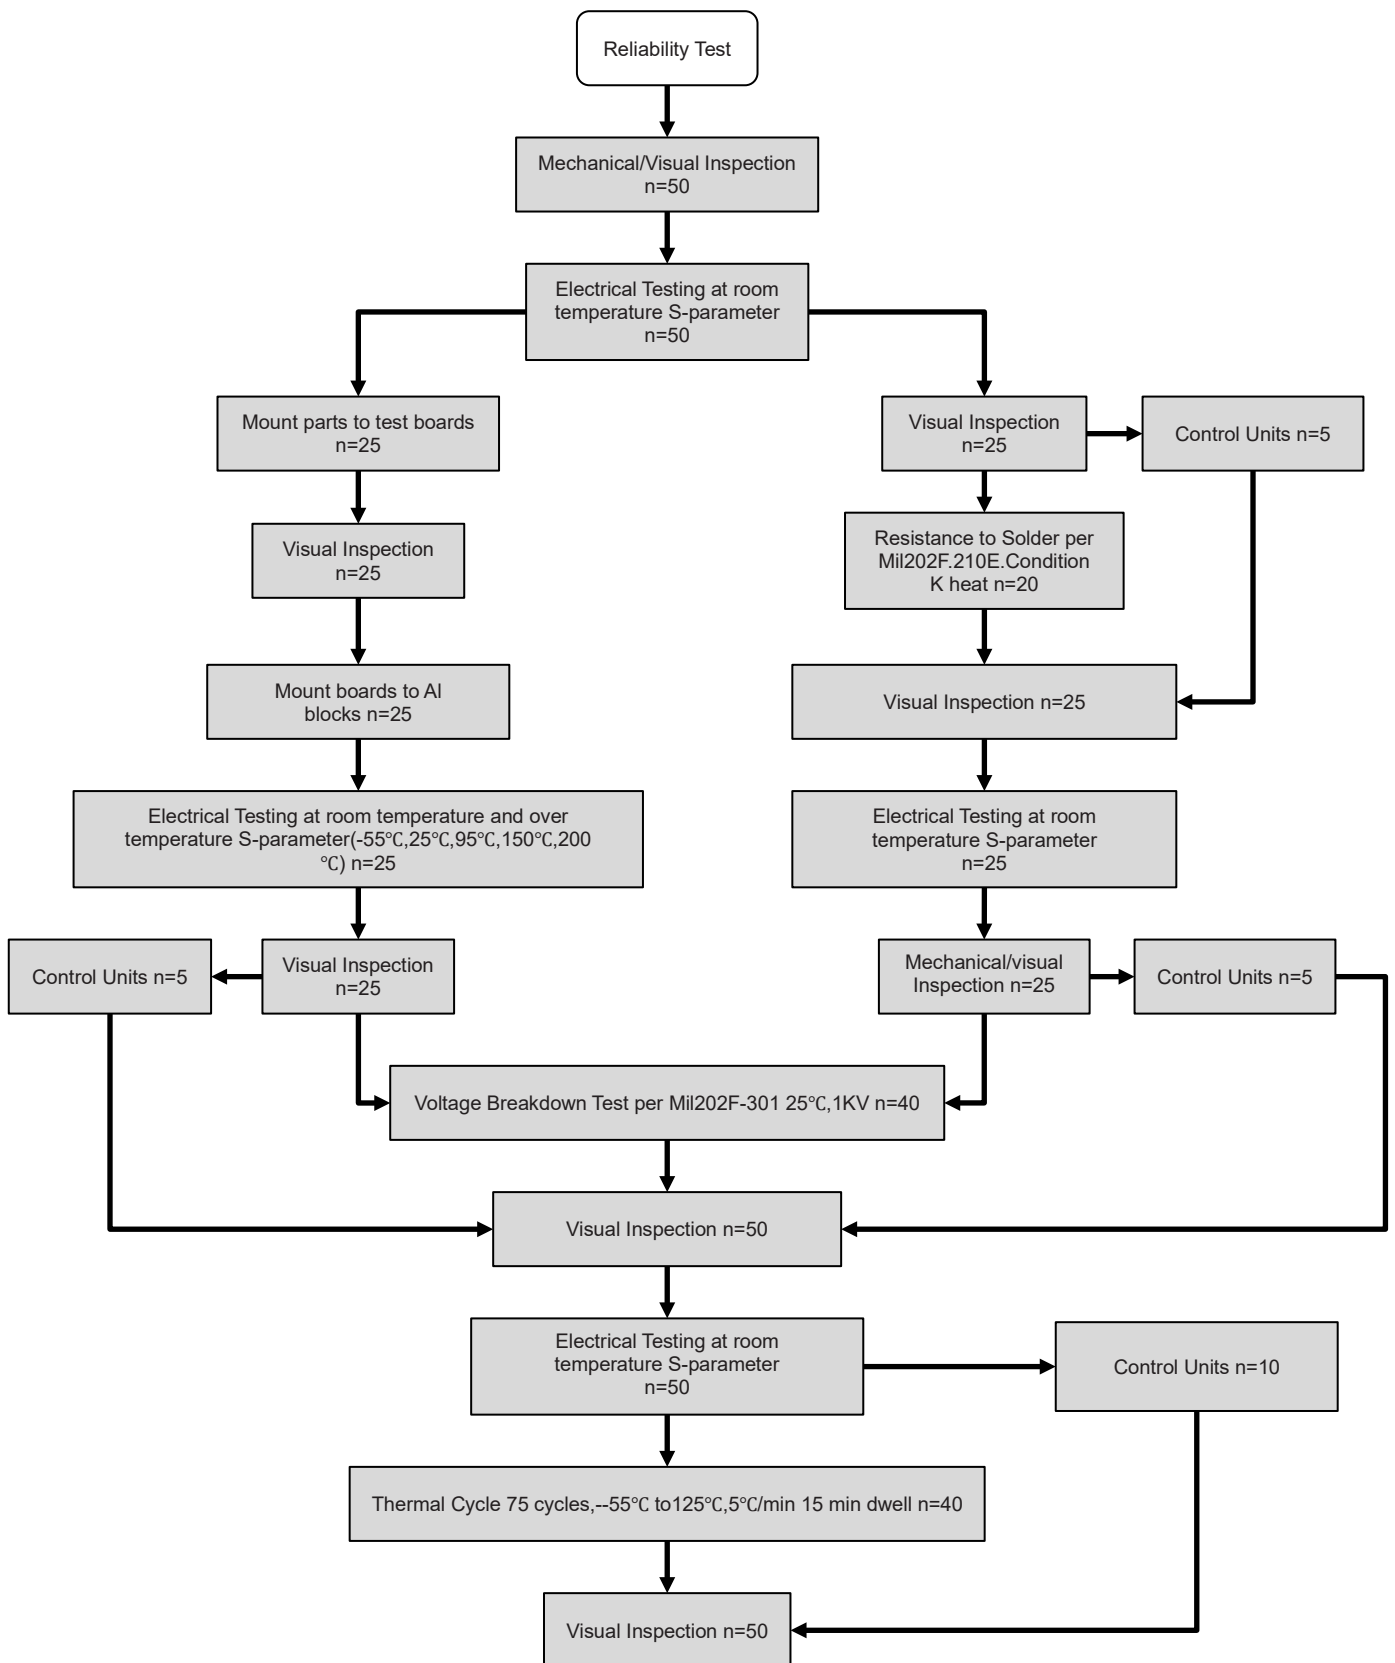 Reliability Test
Mechanical/Visual Inspection
n=50
Electrical Testing at room
temperature S-parameter
n=50
Mount parts to test boards
n=25
Visual Inspection
n=25
Control Units n=5
Visual Inspection
n=25
Resistance to Solder per
Mil202F.210E.Condition
K heat n=20
Mount boards to Al
blocks n=25
Visual Inspection n=25
Electrical Testing at room temperature and over
temperature S-parameter(-55℃,25℃,95℃,150℃,200
℃) n=25
Electrical Testing at room
temperature S-parameter
n=25
Control Units n=5
Visual Inspection
n=25
Mechanical/visual
Inspection n=25
Control Units n=5
Voltage Breakdown Test per Mil202F-301 25℃,1KV n=40
Visual Inspection n=50
Electrical Testing at room
temperature S-parameter
n=50
Control Units n=10
Thermal Cycle 75 cycles,--55℃ to125℃,5℃/min 15 min dwell n=40
Visual Inspection n=50